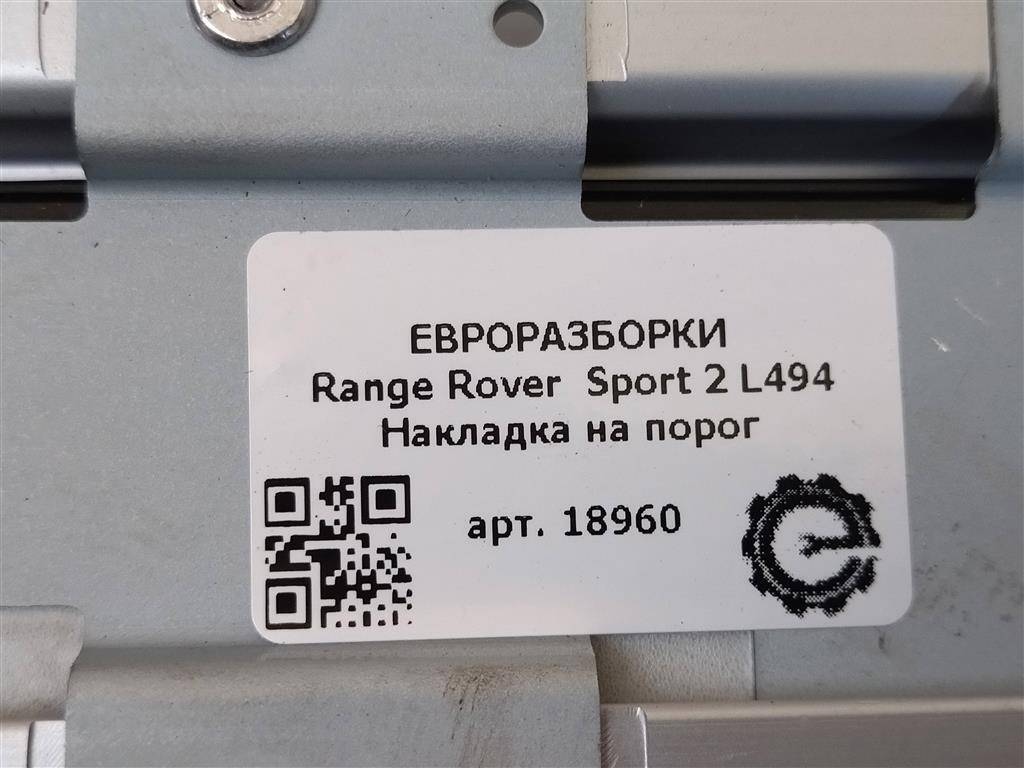 ЕВРОРАЗБОРКИ
Range Rover Sport 2 L494
Накладка на порог
арт. 18960